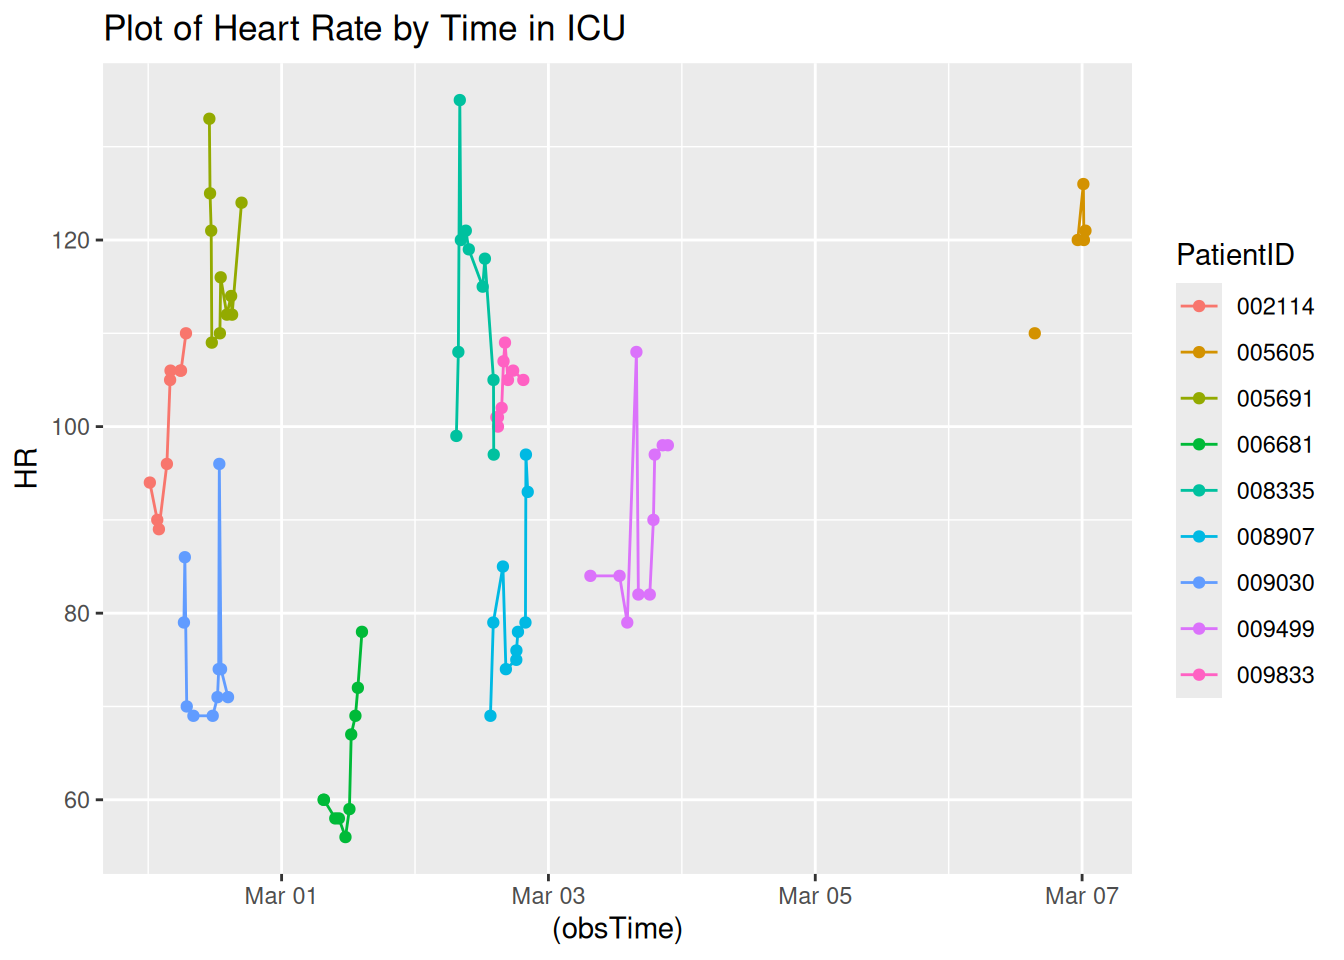 Plot of Heart Rate by Time in ICU
HR
120
100
80
60
Mar 01
Mar 03
Mar 05
Mar 07
(obsTime)
PatientID
002114
005605
005691
006681
008335
008907
009030
009499
009833